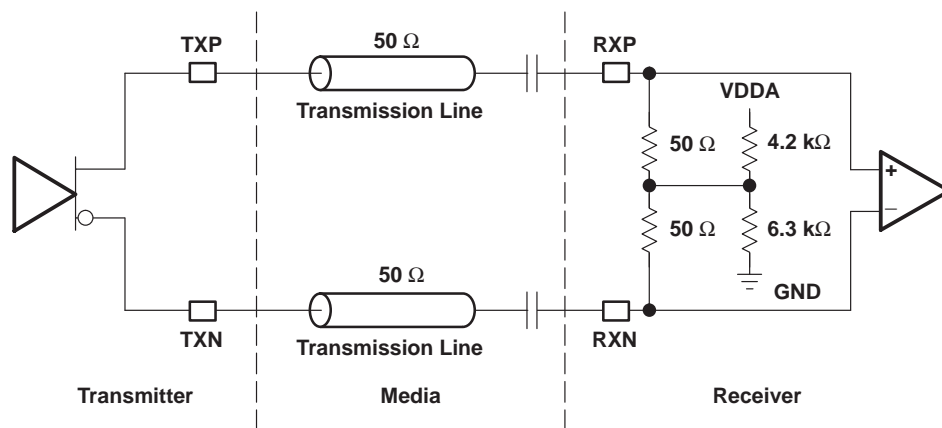 50 Ω
TXP
RXP
Transmission Line
VDDA
50 Ω
4.2 kΩ
+
−
50 Ω
6.3 kΩ
50 Ω
GND
TXN
Transmission Line
RXN
Transmitter
Media
Receiver